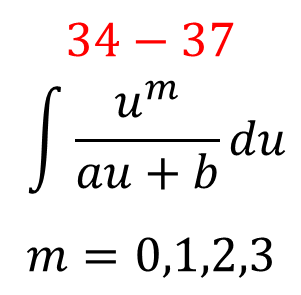 34 − 37
∫ u^m / (au + b) du
m = 0,1,2,3